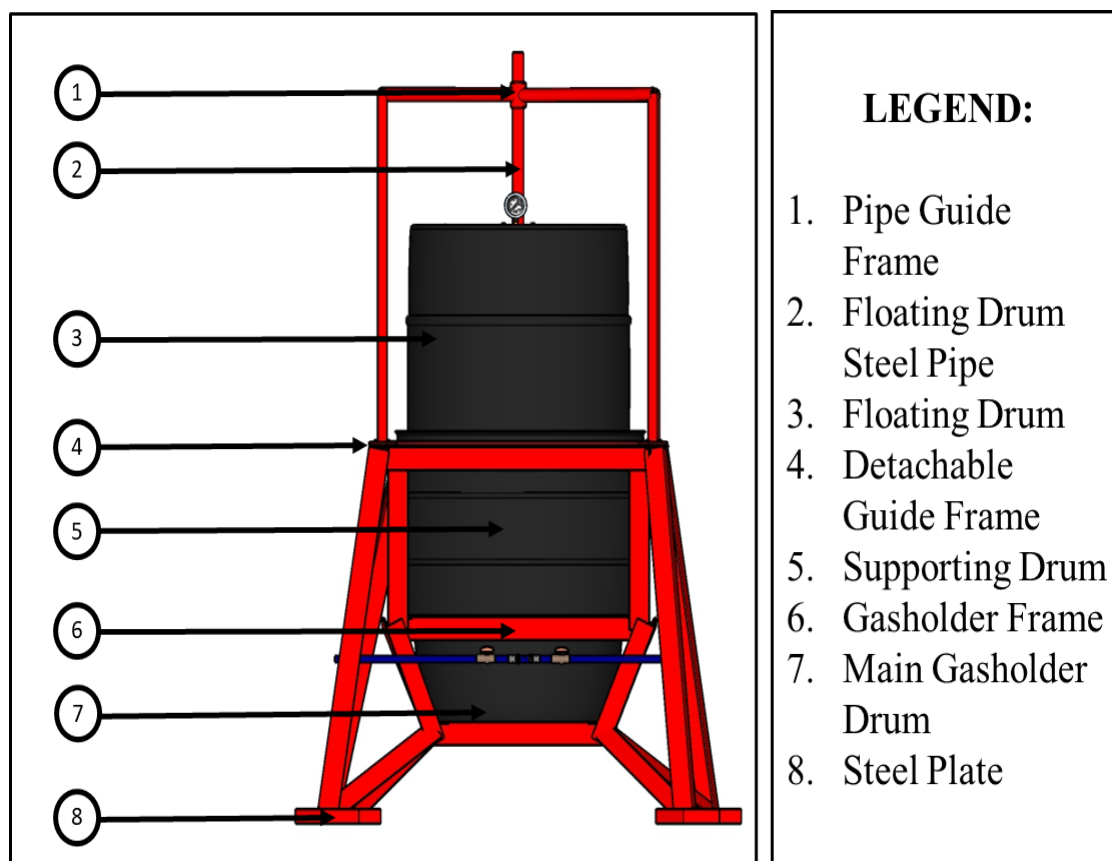 1
2
3
4
5
6
7
8
LEGEND:
1. Pipe Guide
Frame
2. Floating Drum
Steel Pipe
3. Floating Drum
4. Detachable
Guide Frame
5. Supporting Drum
6. Gasholder Frame
7. Main Gasholder
Drum
8. Steel Plate